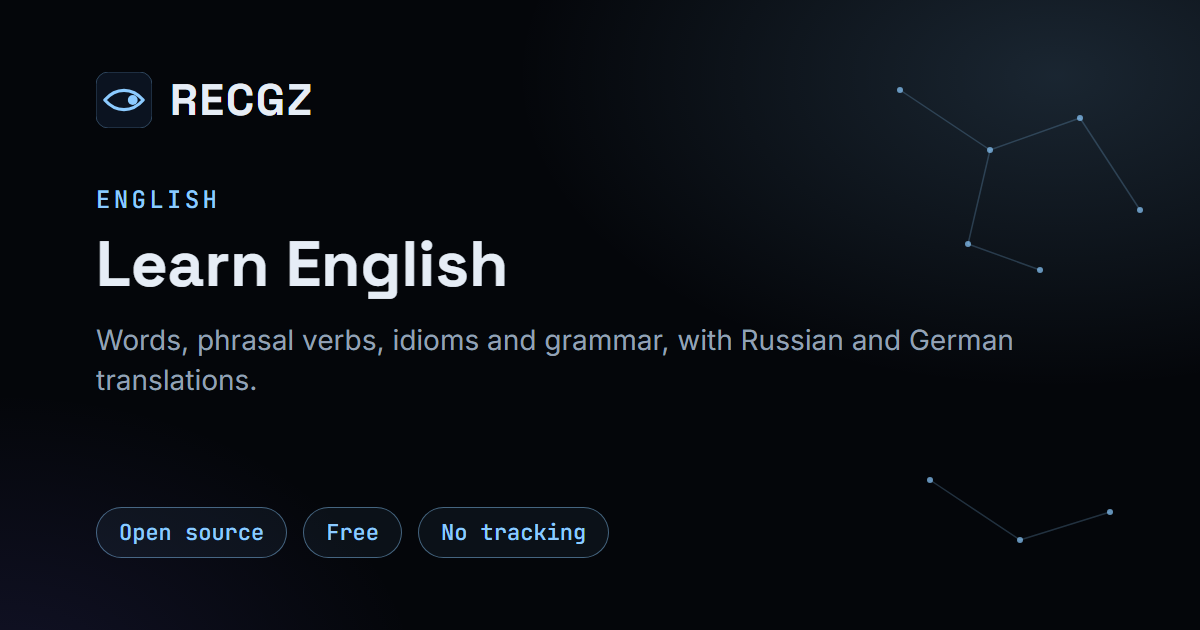 RECGZ
ENGLISH
Learn English
Words, phrasal verbs, idioms and grammar, with Russian and German
translations.
Open source
Free
No tracking